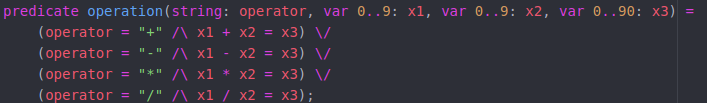 predicate operation(string: operator, var 0..9: x1, var 0..9: x2, var 0..90: x3) =
(operator = "+" /\ x1 + x2 = x3) \/
(operator = "-" /\ x1 - x2 = x3) \/
(operator = "*" /\ x1 * x2 = x3) \/
(operator = "/" /\ x1 / x2 = x3);